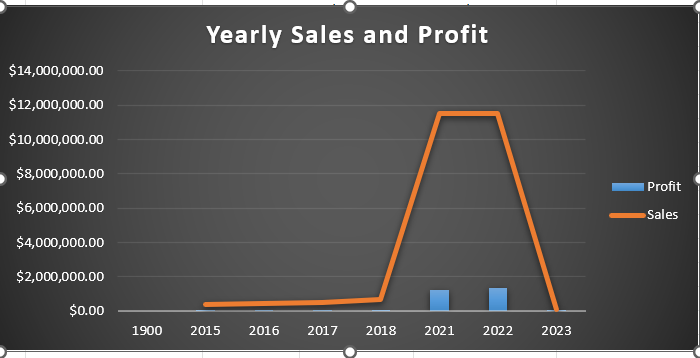 Yearly Sales and Profit
$14,000,000.00
$12,000,000.00
$10,000,000.00
$8,000,000.00
$6,000,000.00
$4,000,000.00
$2,000,000.00
$0.00
1900 2015 2016 2017 2018 2021 2022 2023
Profit
Sales